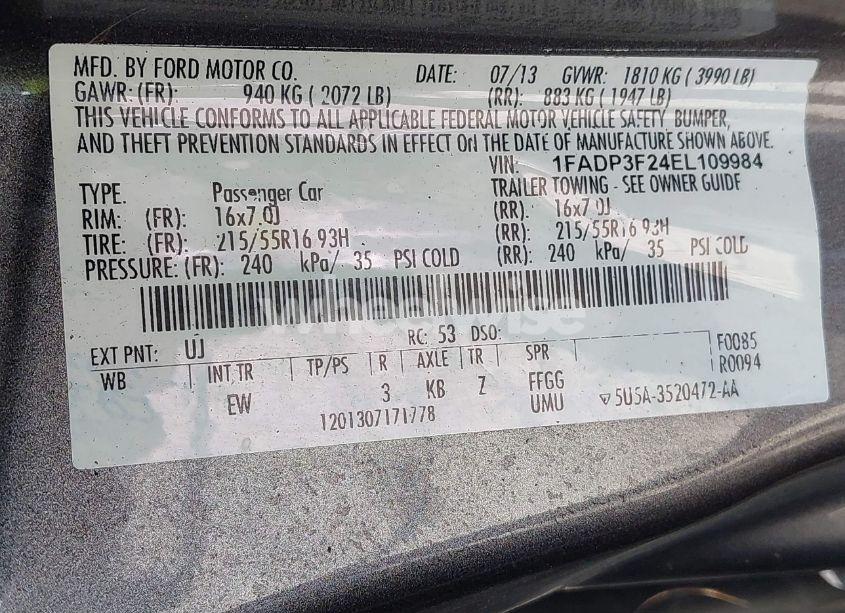 MFD. BY FORD MOTOR CO. DATE: 07/13 GVWR: 1810 KG ( 3990 LB)
GAWR: (FR): 940 KG ( 2072 LB) (RR): 883 KG ( 1947 LB)
THIS VEHICLE CONFORMS TO ALL APPLICABLE FEDERAL MOTOR VEHICLE SAFETY BUMPER,
AND THEFT PREVENTION STANDARDS IN EFFECT ON THE DATE OF MANUFACTURE SHOWN ABOVE.
VIN: 1FADP3F24EL109984
TYPE: Passenger Car TRAILER TOWING - SEE OWNER GUIDE
RIM: (FR): 16x7.0J (RR): 16x7.0J
TIRE: (FR): 215/55R16 93H (RR): 215/55R16 93H
PRESSURE: (FR): 240 kPa/ 35 PSI COLD (RR): 240 kPa/ 35 PSI COLD
wheelwise
EXT PNT: UJ RC: 53 DSO: F0085
WB INT TR TP/PS R AXLE TR SPR R0094
EW 3 KB Z FFGG
UMU
1201307171778 5U5A-3520472-AA